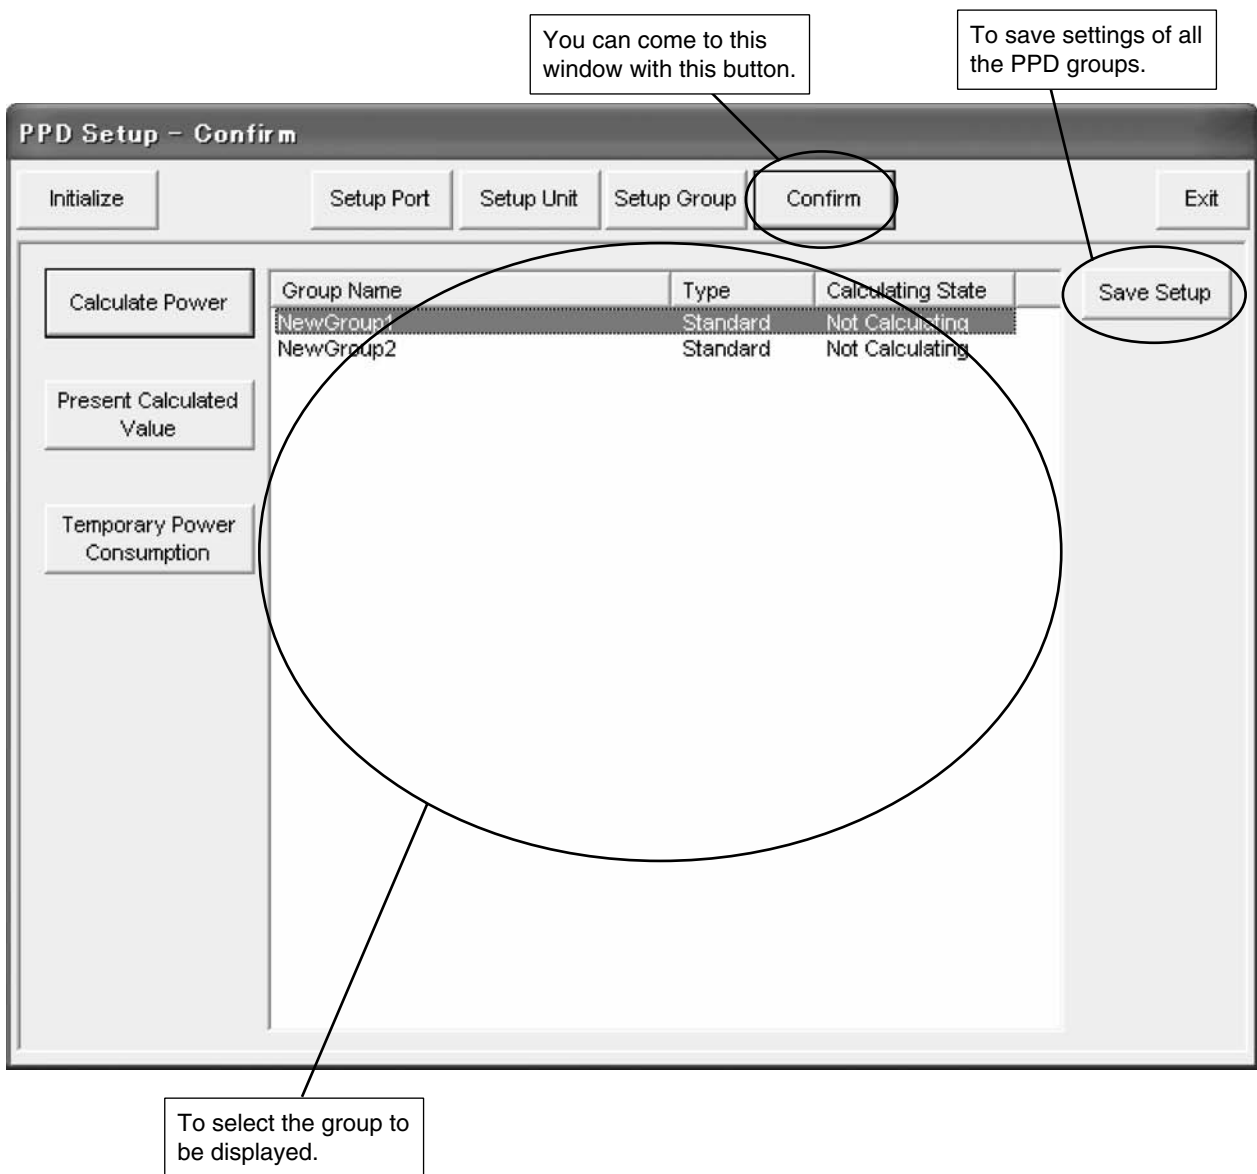 You can come to this
window with this button.
To save settings of all
the PPD groups.
PPD Setup - Confirm
Initialize
Setup Port
Setup Unit
Setup Group
Confirm
Exit
Calculate Power
Present Calculated
Value
Temporary Power
Consumption
Group Name Type Calculating State
NewGroup1 Standard Not Calculating
NewGroup2 Standard Not Calculating
Save Setup
To select the group to
be displayed.